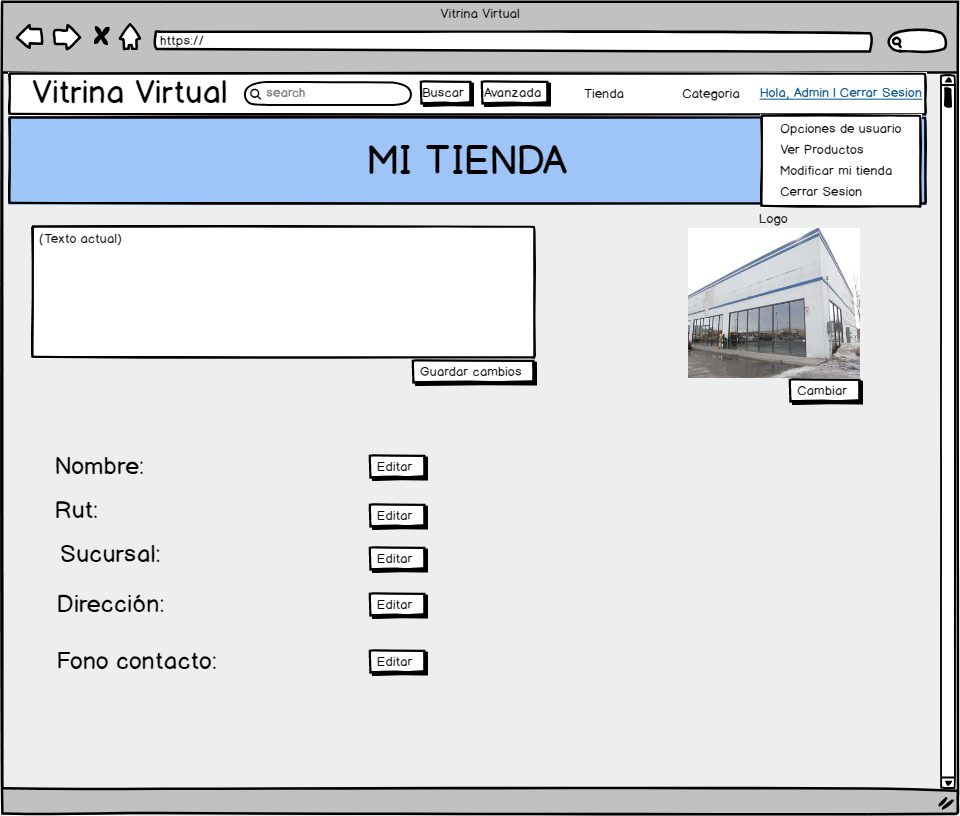 Vitrina Virtual
https://
Vitrina Virtual
search
Buscar
Avanzada
Tienda
Categoria
Hola, Admin | Cerrar Sesion
Opciones de usuario
Ver Productos
Modificar mi tienda
Cerrar Sesion
MI TIENDA
Logo
(Texto actual)
Guardar cambios
Cambiar
Nombre: Editar
Rut: Editar
Sucursal: Editar
Dirección: Editar
Fono contacto: Editar